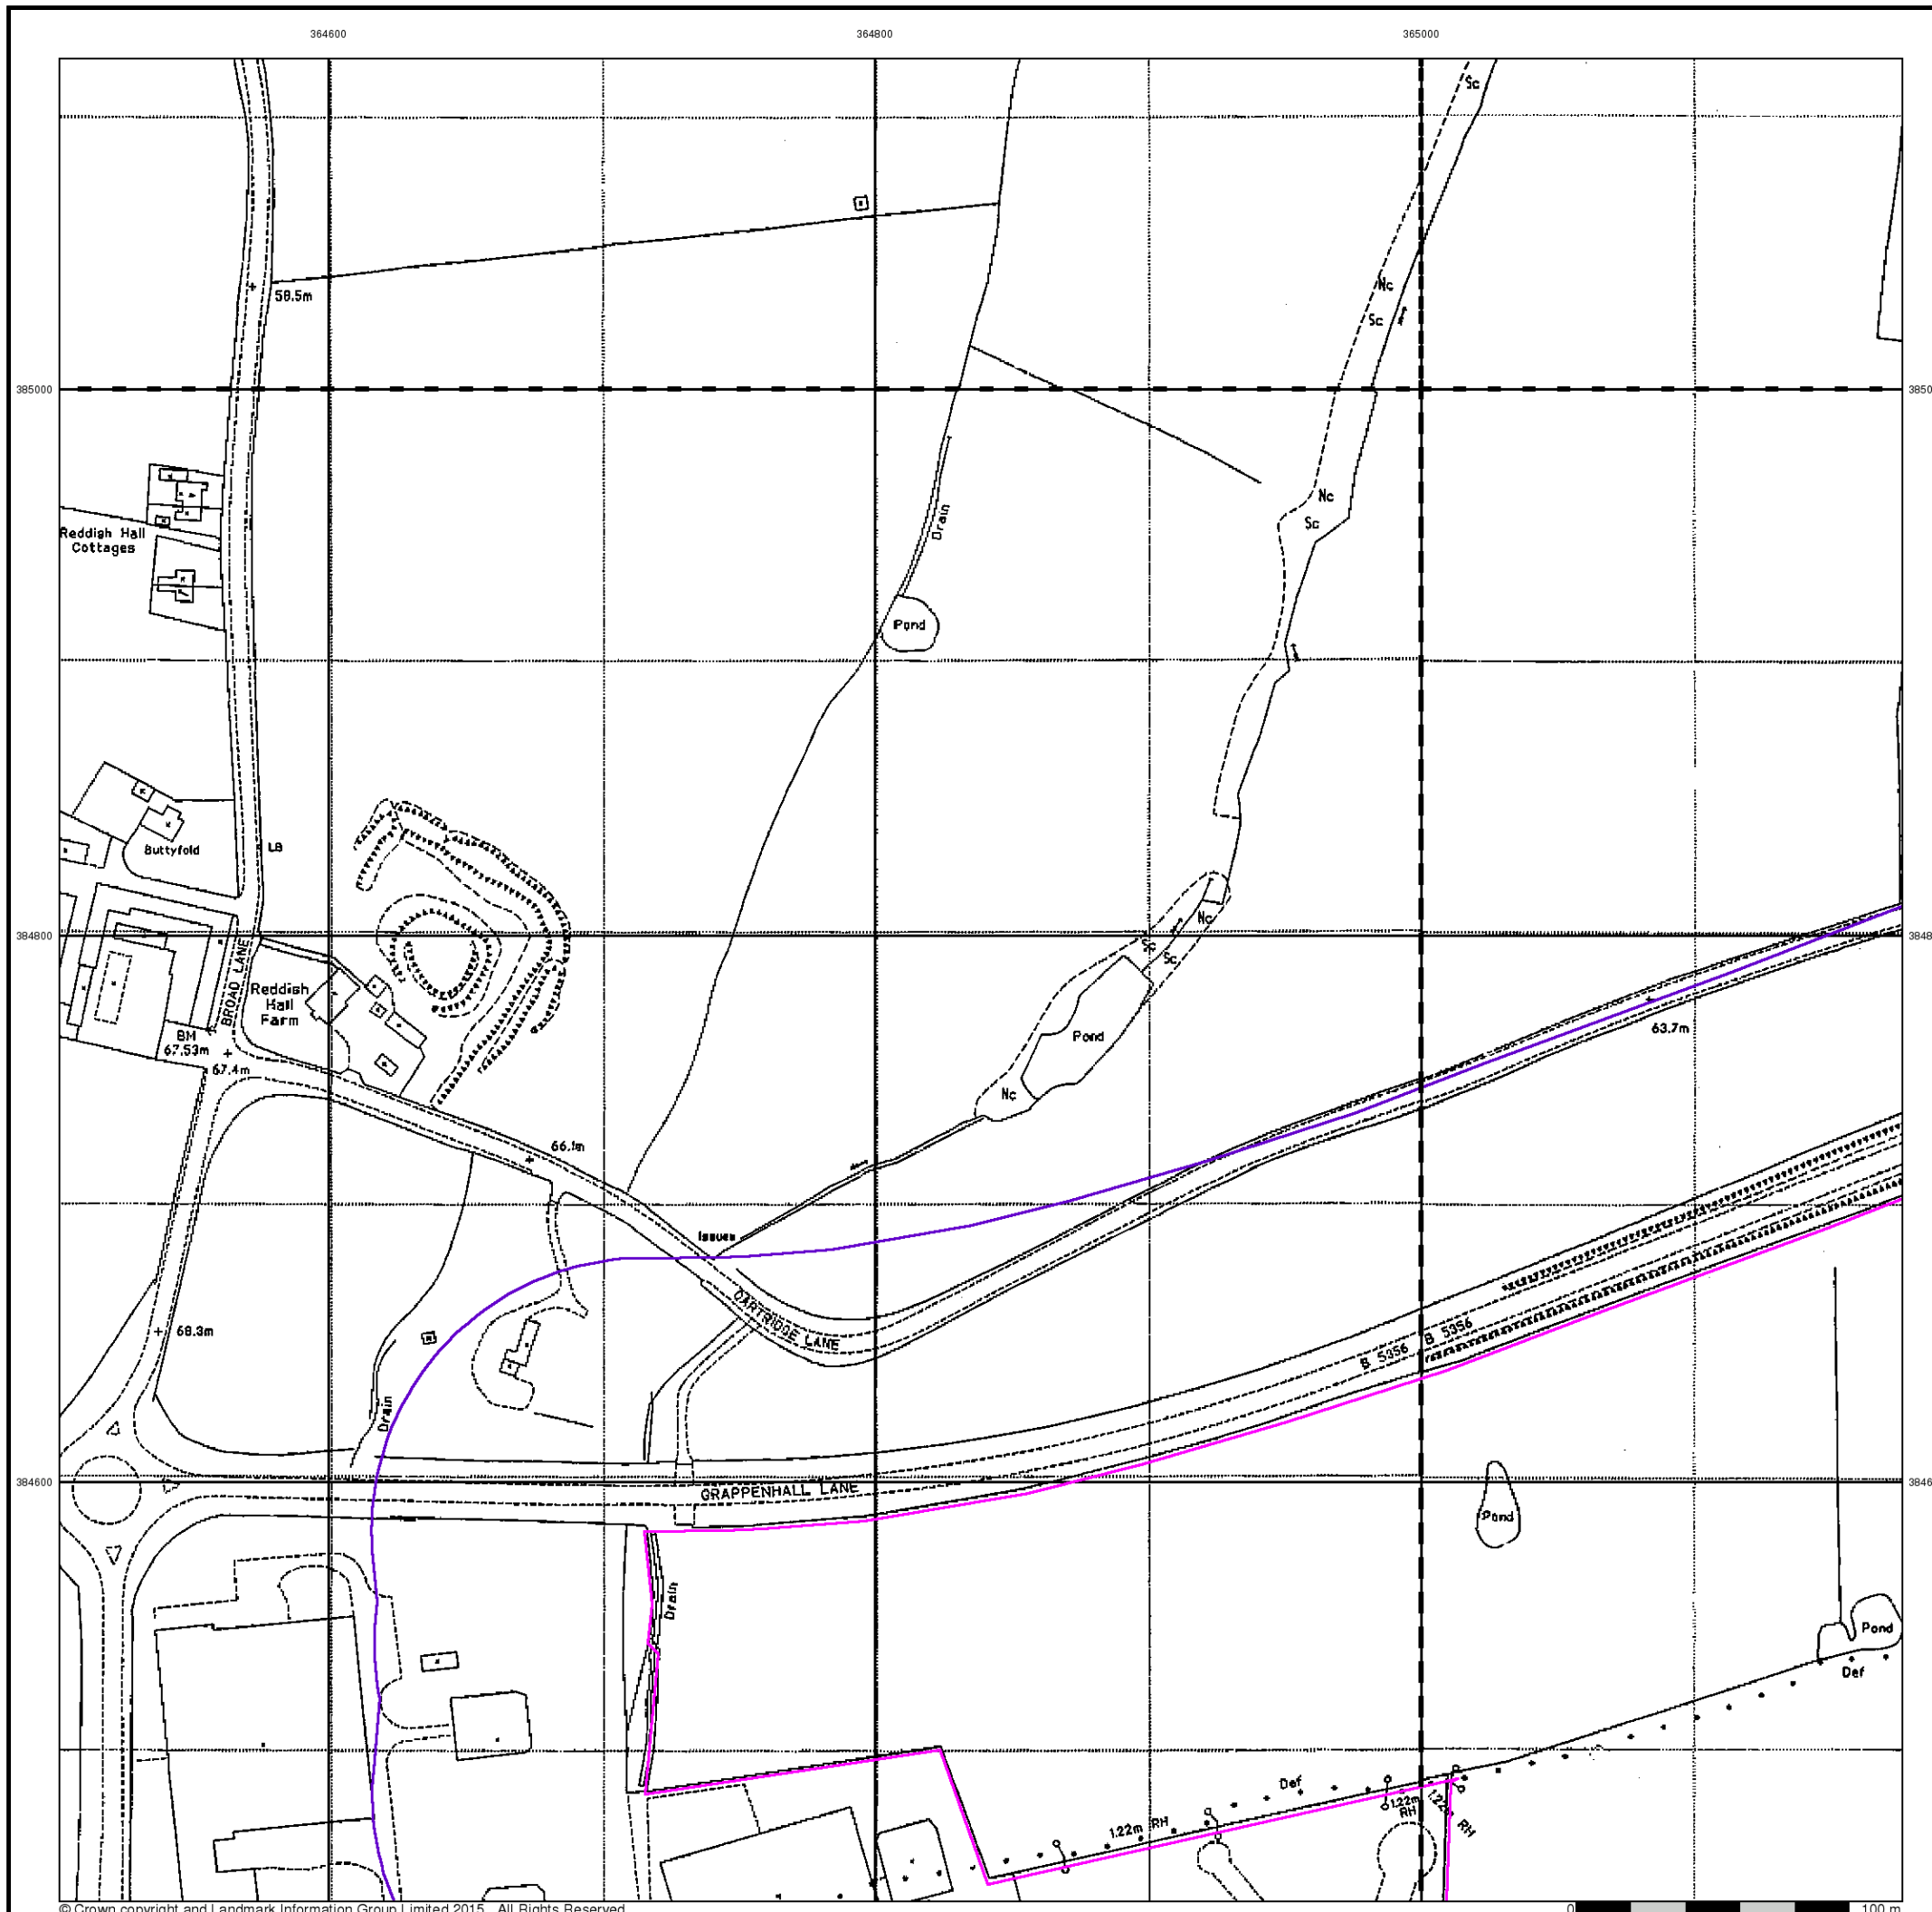 364600
364800
365000
Sc
Nc
58.5m
Sc
385000
Nc
Sc
Drain
Reddish Hall
Cottages
Pond
Buttyfold
LB
Nc
384800
BROAD LANE
Sc
Reddish
Hall
Farm
BM
67.53m
67.4m
Pond
63.7m
Nc
66.1m
Issues
CARTRIDGE LANE
68.3m
B 5356
B 5356
Drain
384600
GRAPPENHALL LANE
Pond
Drain
Pond
Def
Def
1.22m RH
1.22m
RH
1.22m RH
© Crown copyright and Landmark Information Group Limited 2015. All Rights Reserved.
0
100 m